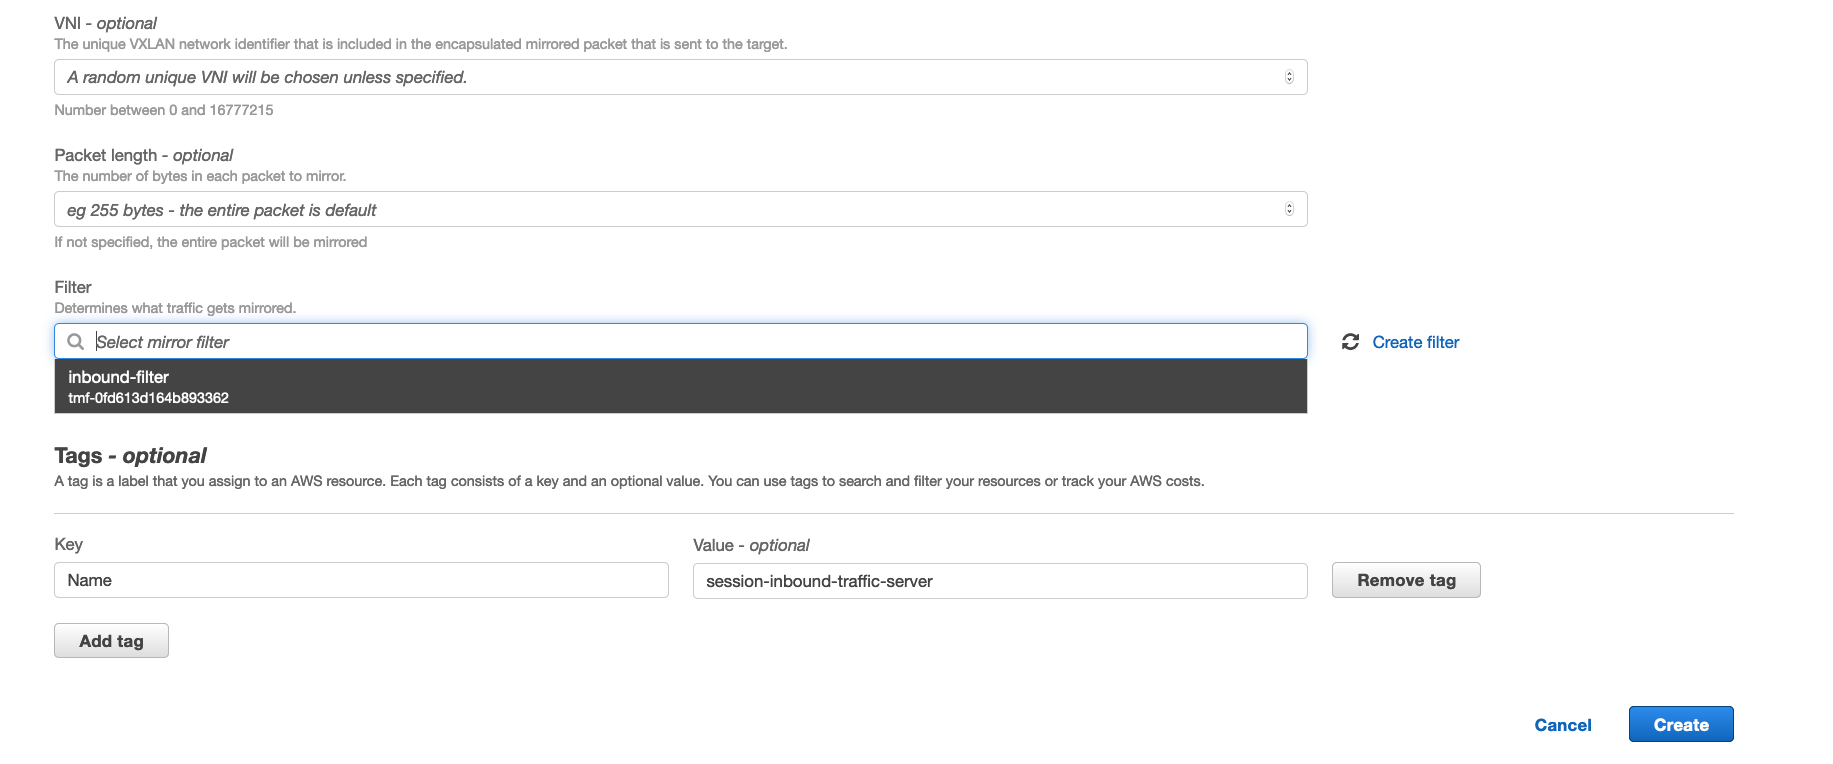 VNI - optional
The unique VXLAN network identifier that is included in the encapsulated mirrored packet that is sent to the target.
A random unique VNI will be chosen unless specified.
Number between 0 and 16777215
Packet length - optional
The number of bytes in each packet to mirror.
eg 255 bytes - the entire packet is default
If not specified, the entire packet will be mirrored
Filter
Determines what traffic gets mirrored.
Select mirror filter
Create filter
inbound-filter
tmf-0fd613d164b893362
Tags - optional
A tag is a label that you assign to an AWS resource. Each tag consists of a key and an optional value. You can use tags to search and filter your resources or track your AWS costs.
Key
Value - optional
Name
session-inbound-traffic-server
Remove tag
Add tag
Cancel
Create